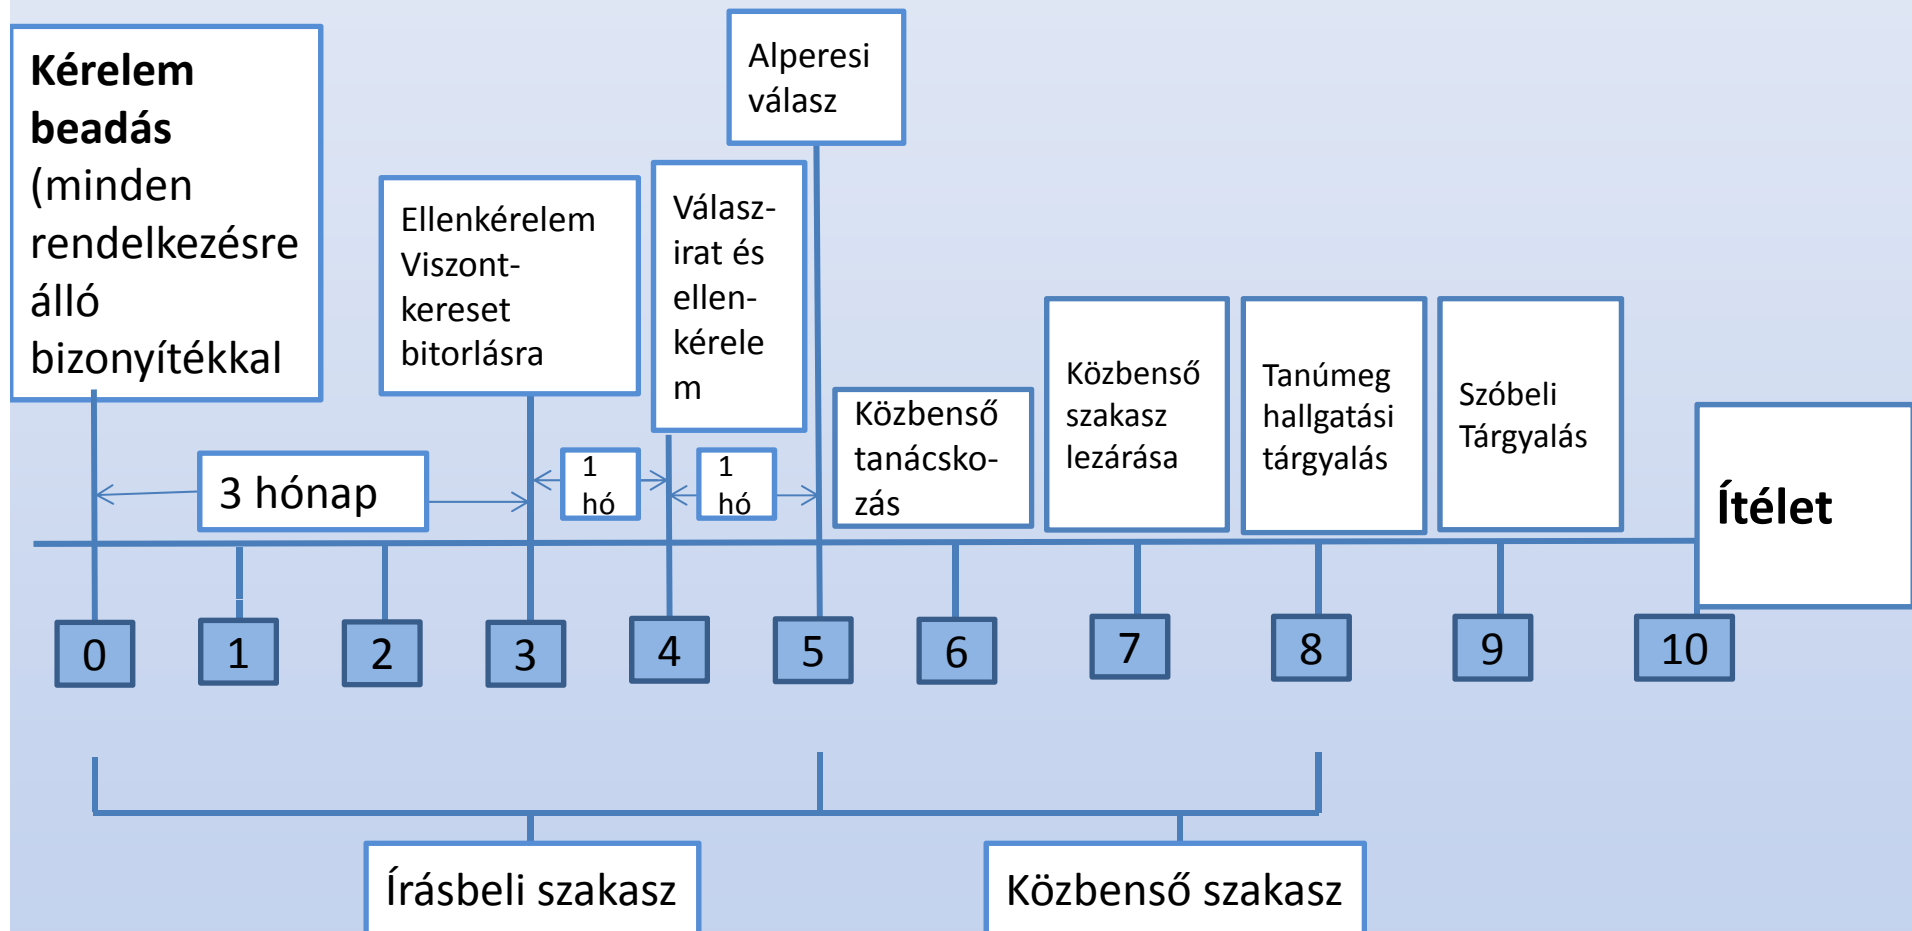 Kérelem
beadás
(minden
rendelkezésre
álló
bizonyítékkal
Ellenkérelem
Viszont-
kereset
bitorlásra
Válasz-
irat és
ellen-
kérele
m
Alperesi
válasz
Közbenső
tanácsko-
zás
Közbenső
szakasz
lezárása
Tanúmeg
hallgatási
tárgyalás
Szóbeli
Tárgyalás
Ítélet
3 hónap
1
hó
1
hó
0
1
2
3
4
5
6
7
8
9
10
Írásbeli szakasz
Közbenső szakasz